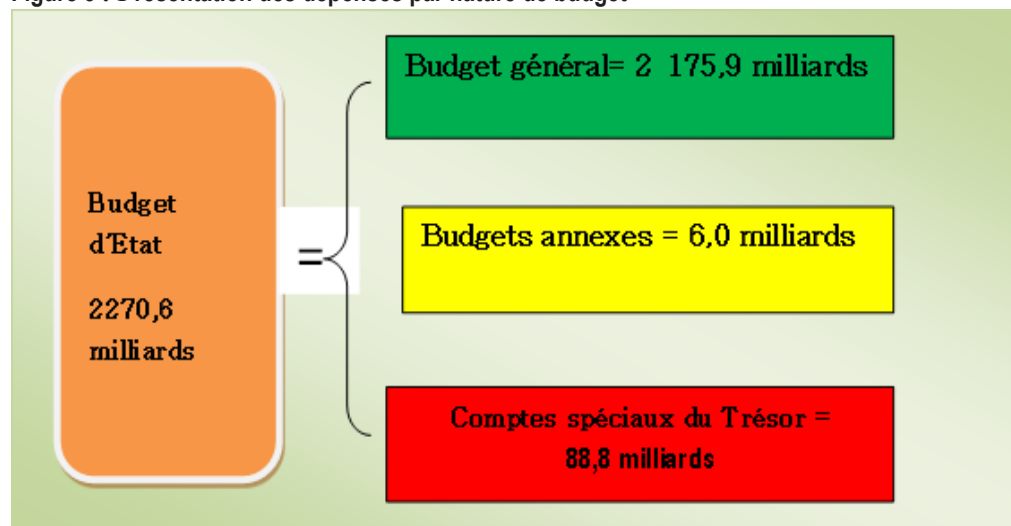 Budget général= 2 175,9 milliards
Budget
d'Etat
2270,6
milliards
=
Budgets annexes = 6,0 milliards
Comptes spéciaux du Trésor =
88,8 milliards